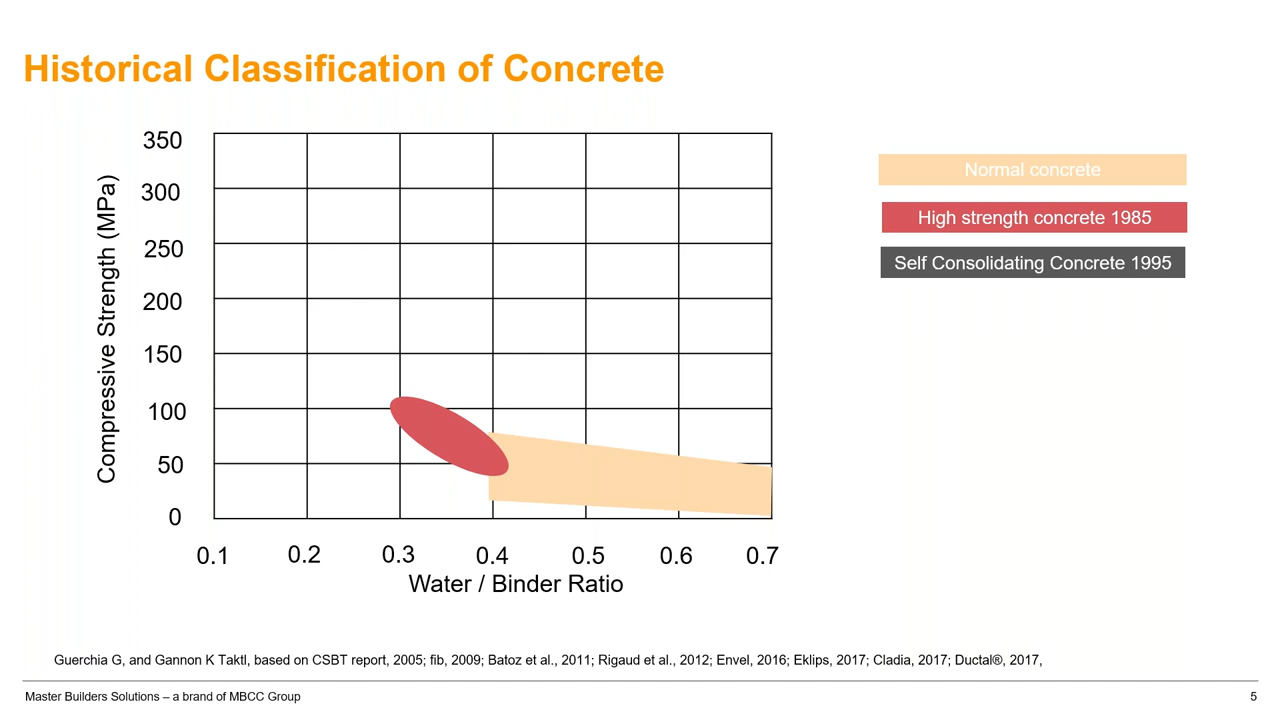 Historical Classification of Concrete
350
300
250
200
150
100
50
0
Compressive Strength (MPa)
0.1 0.2 0.3 0.4 0.5 0.6 0.7
Water / Binder Ratio
Normal concrete
High strength concrete 1985
Self Consolidating Concrete 1995
Guerchia G, and Gannon K Taktl, based on CSBT report, 2005; fib, 2009; Batoz et al., 2011; Rigaud et al., 2012; Envel, 2016; Eklips, 2017; Cladia, 2017; Ductal®, 2017,
Master Builders Solutions – a brand of MBCC Group
5